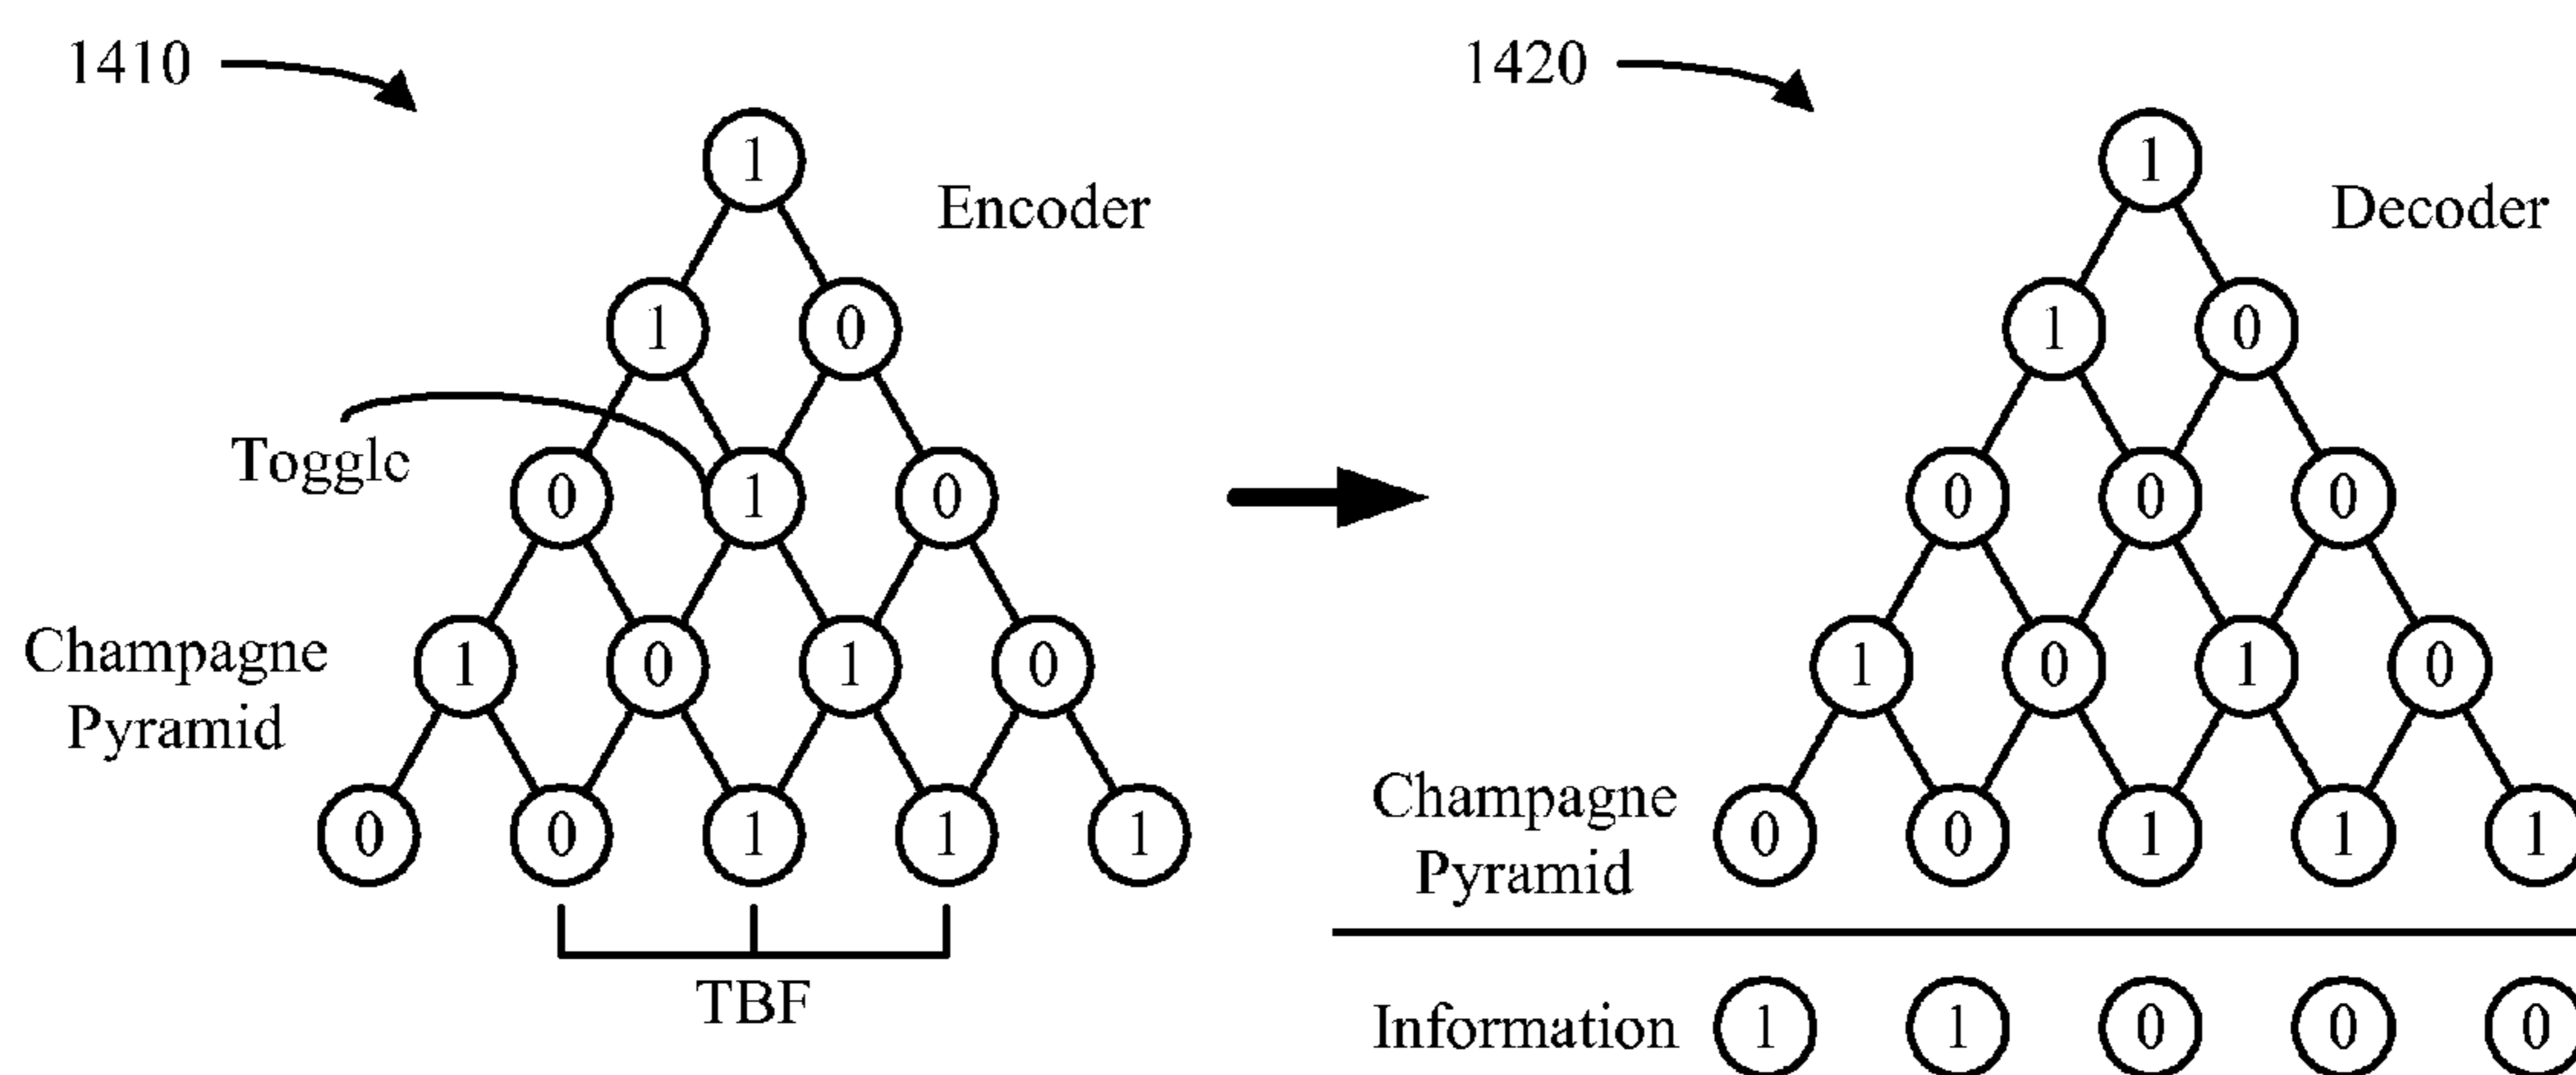 1410
1420
1
1
Encoder
Decoder
1 0
1 0
Togglc
0 1 0
0 0 0
Champagne
Pyramid
1 0 1 0
1 0 1 0
0 0 1 1 1
Champagne
Pyramid
0 0 1 1 1
TBF
Information 1 1 0 0 0